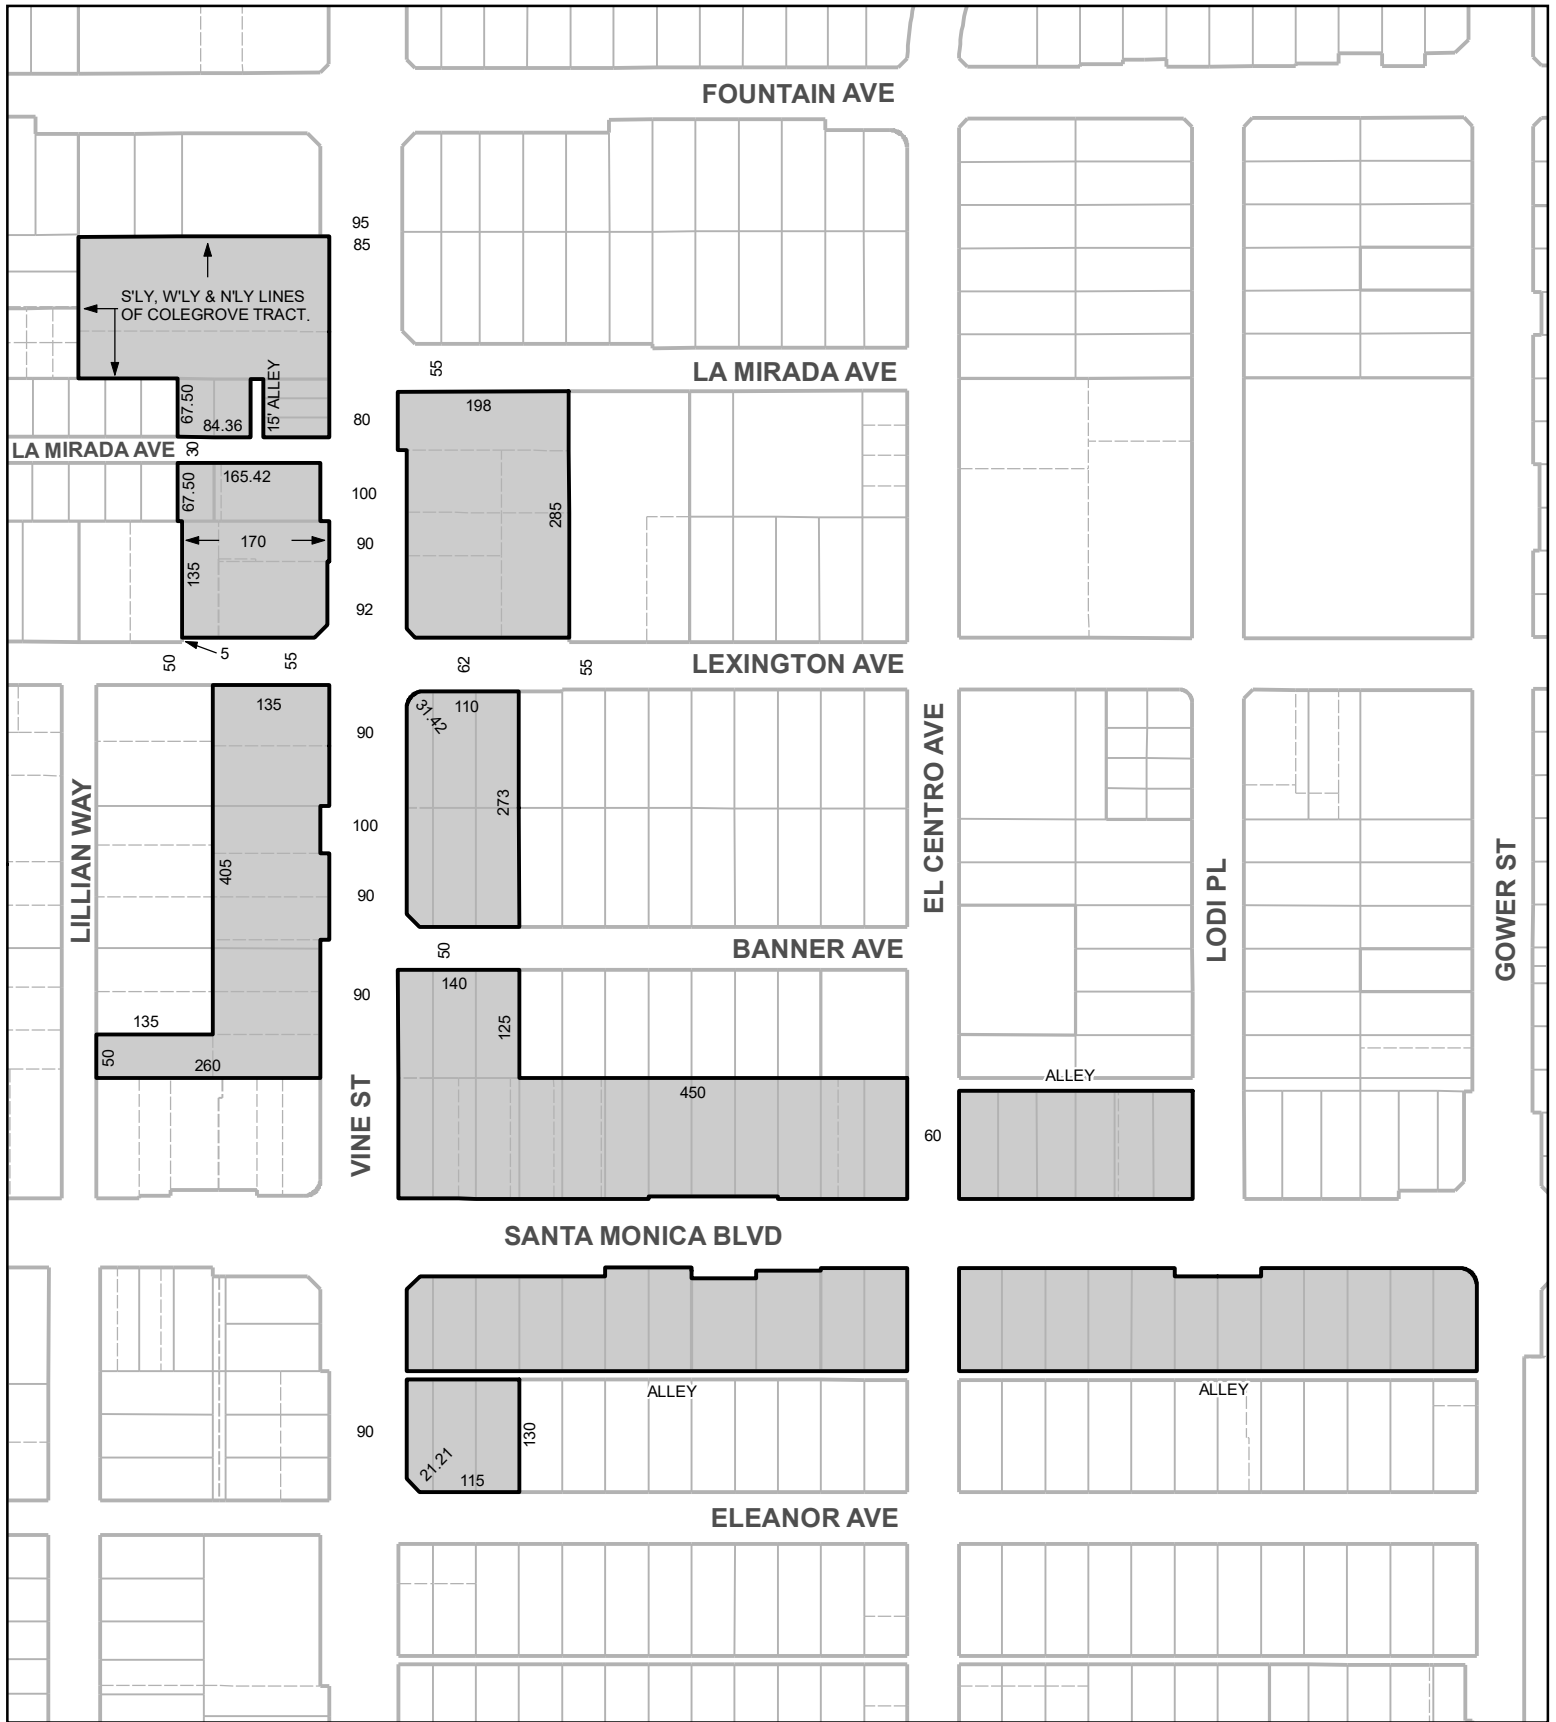 FOUNTAIN AVE
95
85
S'LY, W'LY & N'LY LINES
OF COLEGROVE TRACT.
55
LA MIRADA AVE
15' ALLEY
67.50
84.36
80
198
LA MIRADA AVE
30
165.42
67.50
100
285
170
90
135
92
5
50
55
62
55
LEXINGTON AVE
135
110
31.42
90
EL CENTRO AVE
273
LILLIAN WAY
100
405
LODI PL
GOWER ST
90
50
BANNER AVE
140
90
135
125
50
260
ALLEY
450
VINE ST
60
SANTA MONICA BLVD
ALLEY
ALLEY
90
130
21.21
115
ELEANOR AVE